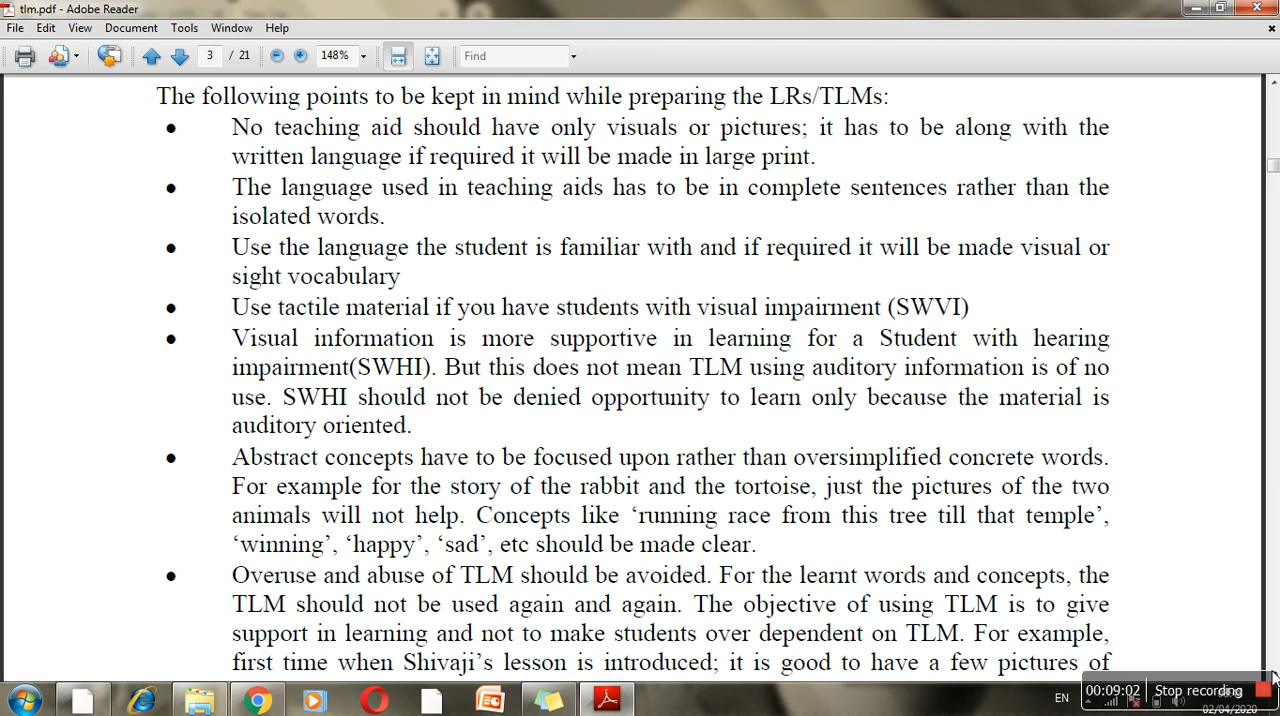 tlm.pdf - Adobe Reader
File Edit View Document Tools Window Help
3 / 21 148% Find
The following points to be kept in mind while preparing the LRs/TLMs:
• No teaching aid should have only visuals or pictures; it has to be along with the
written language if required it will be made in large print.
• The language used in teaching aids has to be in complete sentences rather than the
isolated words.
• Use the language the student is familiar with and if required it will be made visual or
sight vocabulary
• Use tactile material if you have students with visual impairment (SWVI)
• Visual information is more supportive in learning for a Student with hearing
impairment(SWHI). But this does not mean TLM using auditory information is of no
use. SWHI should not be denied opportunity to learn only because the material is
auditory oriented.
• Abstract concepts have to be focused upon rather than oversimplified concrete words.
For example for the story of the rabbit and the tortoise, just the pictures of the two
animals will not help. Concepts like ‘running race from this tree till that temple’,
‘winning’, ‘happy’, ‘sad’, etc should be made clear.
• Overuse and abuse of TLM should be avoided. For the learnt words and concepts, the
TLM should not be used again and again. The objective of using TLM is to give
support in learning and not to make students over dependent on TLM. For example,
first time when Shivaji’s lesson is introduced; it is good to have a few pictures of
EN 00:09:02 Stop recording
02/04/2020